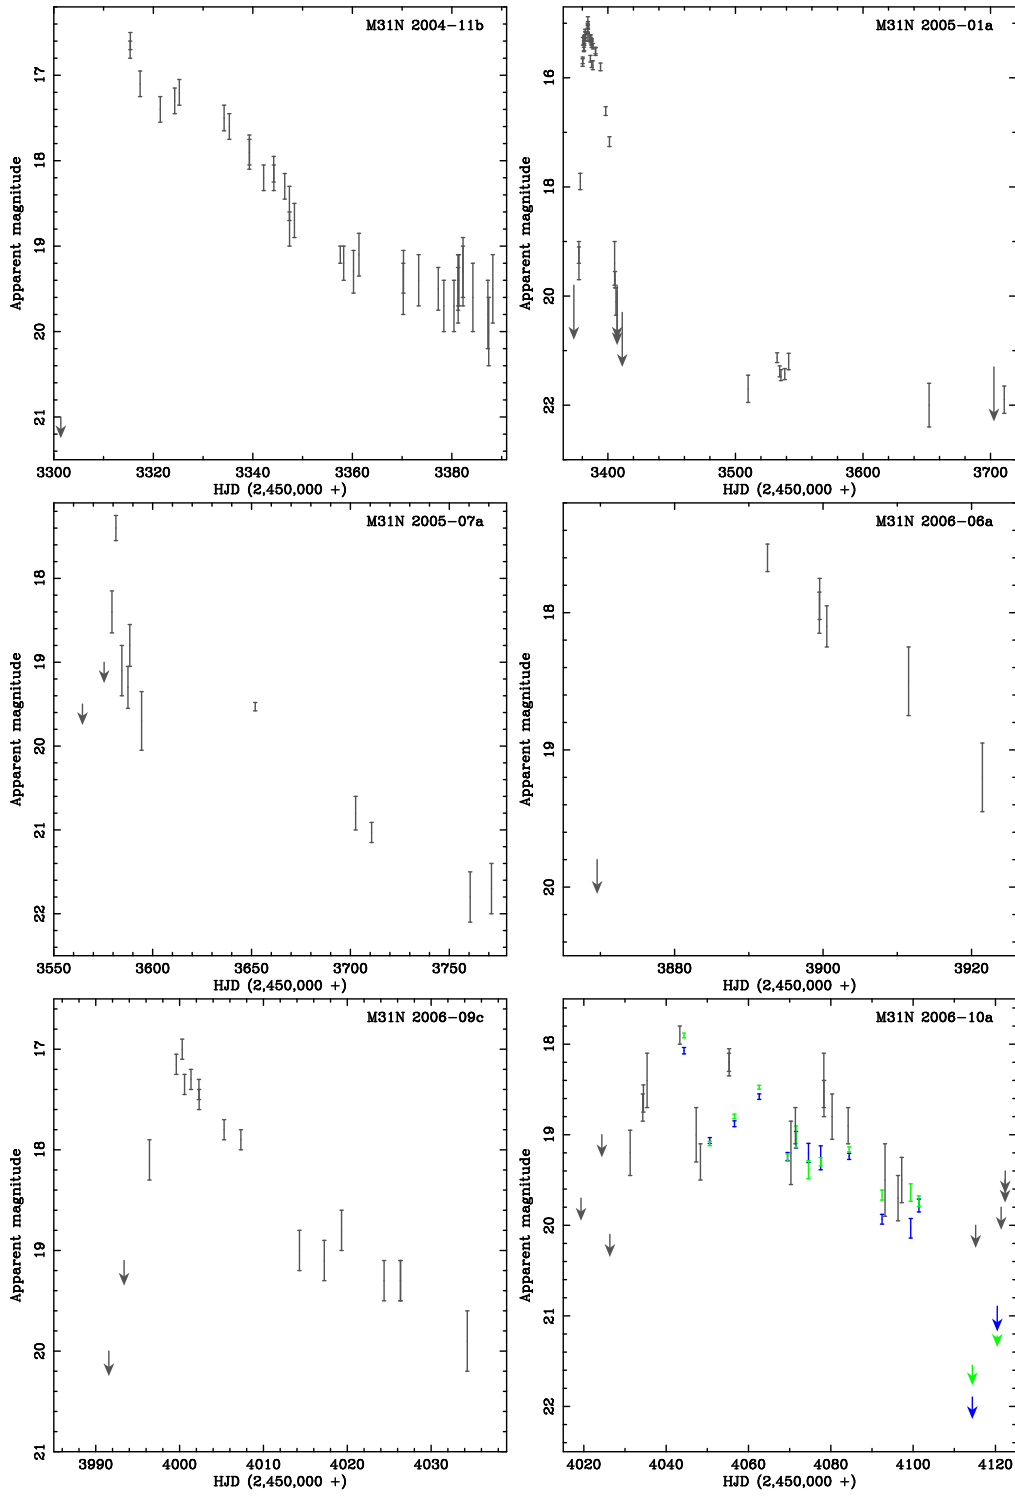 M31N 2004-11b
Apparent magnitude
17
18
19
20
21
3300 3320 3340 3360 3380
HJD (2,450,000 +)
M31N 2005-01a
Apparent magnitude
16
18
20
22
3400 3500 3600 3700
HJD (2,450,000 +)
M31N 2005-07a
Apparent magnitude
18
19
20
21
22
3550 3600 3650 3700 3750
HJD (2,450,000 +)
M31N 2006-06a
Apparent magnitude
18
19
20
3880 3900 3920
HJD (2,450,000 +)
M31N 2006-09c
Apparent magnitude
17
18
19
20
21
3990 4000 4010 4020 4030
HJD (2,450,000 +)
M31N 2006-10a
Apparent magnitude
18
19
20
21
22
4020 4040 4060 4080 4100 4120
HJD (2,450,000 +)